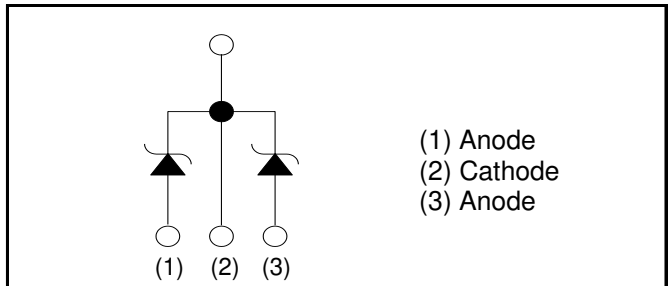 (1) Anode
(2) Cathode
(3) Anode
(1) (2) (3)